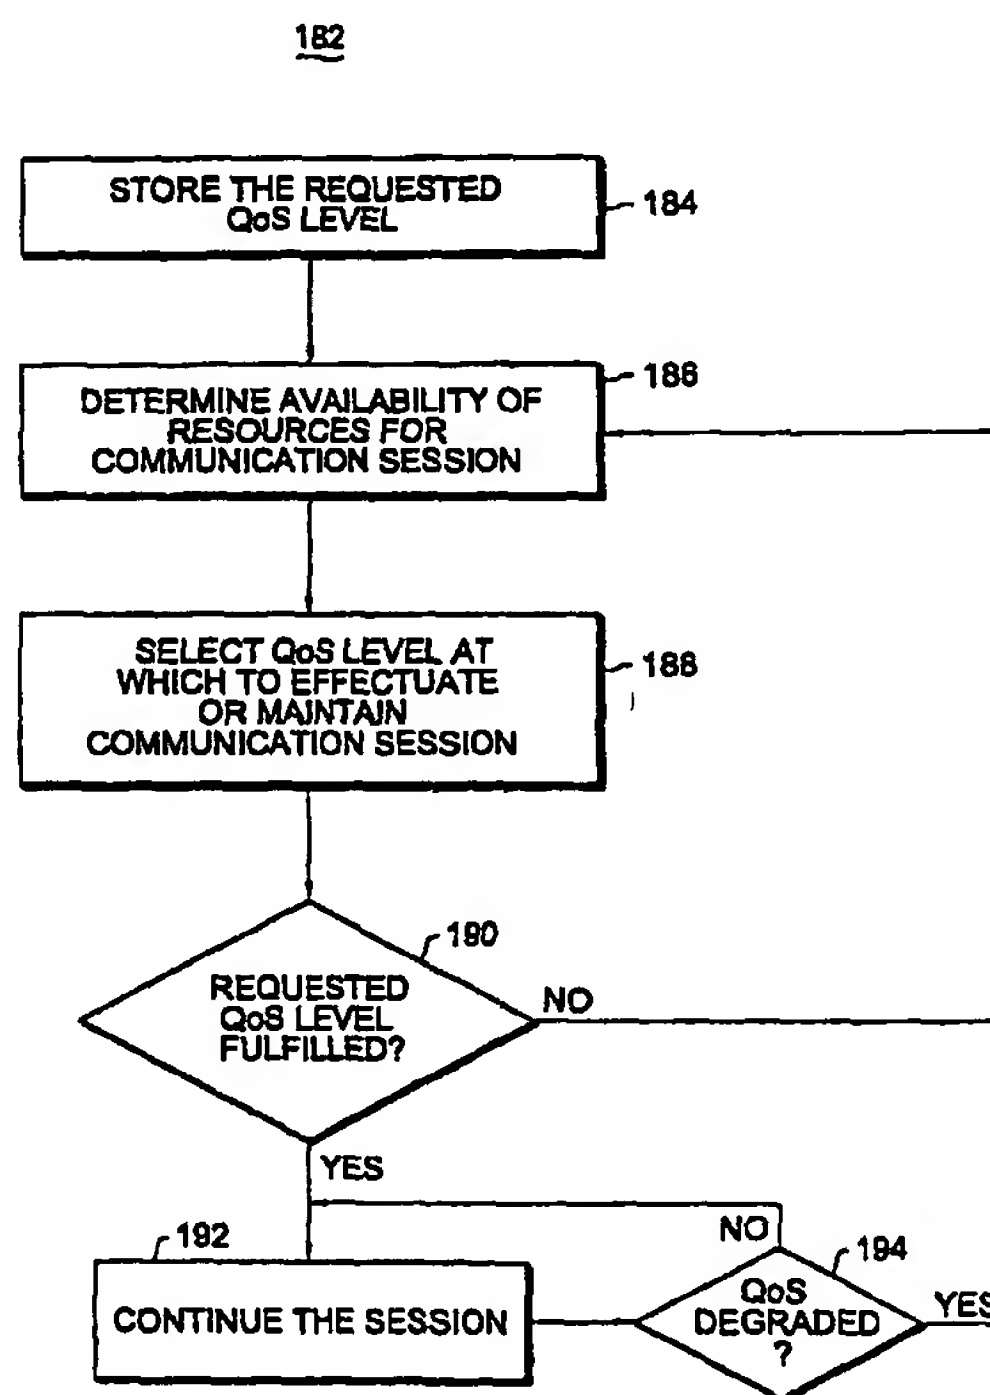 182
STORE THE REQUESTED
QoS LEVEL
184
186
DETERMINE AVAILABILITY OF
RESOURCES FOR
COMMUNICATION SESSION
SELECT QoS LEVEL AT
WHICH TO EFFECTUATE
OR MAINTAIN
COMMUNICATION SESSION
188
190
REQUESTED
QoS LEVEL
FULFILLED?
NO
YES
192
CONTINUE THE SESSION
NO
194
QoS
DEGRADED
?
YES